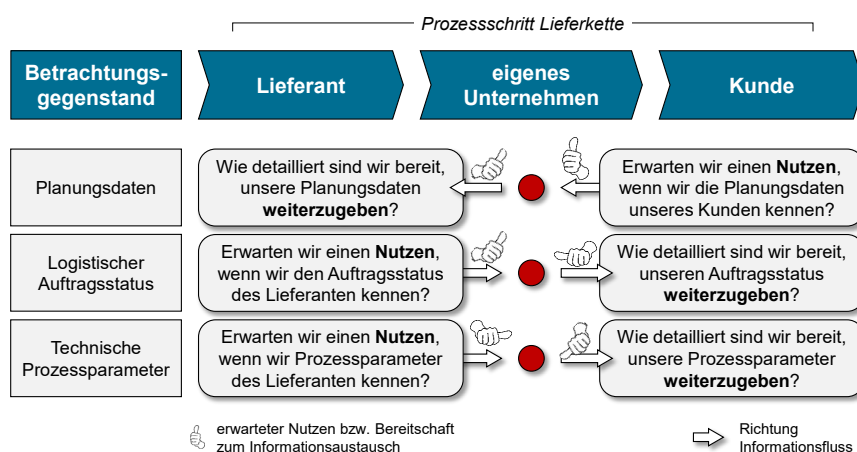 Prozessschritt Lieferkette
Betrachtungs-
gegenstand
Lieferant
eigenes
Unternehmen
Kunde
Planungsdaten
Wie detailliert sind wir bereit,
unsere Planungsdaten
weiterzugeben?
Erwarten wir einen Nutzen,
wenn wir die Planungsdaten
unseres Kunden kennen?
Logistischer
Auftragsstatus
Erwarten wir einen Nutzen,
wenn wir den Auftragsstatus
des Lieferanten kennen?
Wie detailliert sind wir bereit,
unseren Auftragsstatus
weiterzugeben?
Technische
Prozessparameter
Erwarten wir einen Nutzen,
wenn wir Prozessparameter
des Lieferanten kennen?
Wie detailliert sind wir bereit,
unsere Prozessparameter
weiterzugeben?
erwarteter Nutzen bzw. Bereitschaft
zum Informationsaustausch
Richtung
Informationsfluss